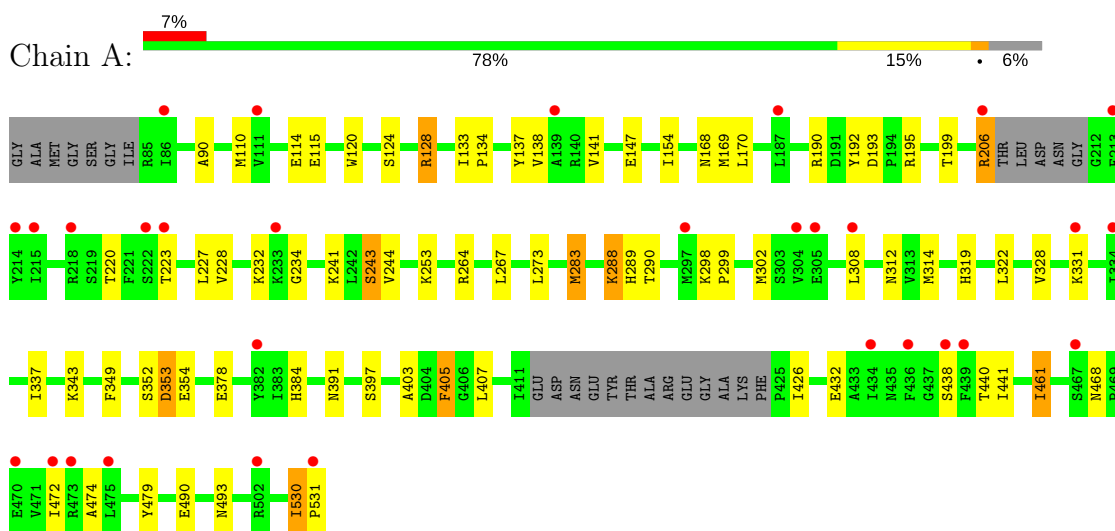 7%
Chain A:
78% 15% • 6%
GLY ALA MET GLY SER GLY ILE R85 I86 A90 M110 V111 E114 E115 W120 S124 R128 I133 P134 Y137 V138 A139 R140 V141 E147 I154 N168 M169 L170 L187 R190 D191 Y192 D193 P194 R195 T199 R206 THR LEU ASP ASN GLY G212 E213
Y214 I215 R218 S219 T220 F221 S222 T223 L227 V228 K232 K233 G234 K241 L242 S243 V244 K253 R264 L267 L273 M283 K288 H289 T290 M297 K298 P299 M302 S303 V304 E305 L308 N312 V313 M314 H319 L322 V328 K331 I334
I337 K343 F349 S352 D353 E354 E378 Y382 I383 H384 N391 S397 A403 D404 F405 G406 L407 I411 GLU ASP ASN GLU TYR THR ALA ARG GLU GLY ALA LYS PHE P425 I426 E432 A433 I434 N435 F436 G437 S438 F439 T440 I441 I461 S467 N468
E470 V471 I472 R473 A474 L475 Y479 E490 N493 R502 I530 P531